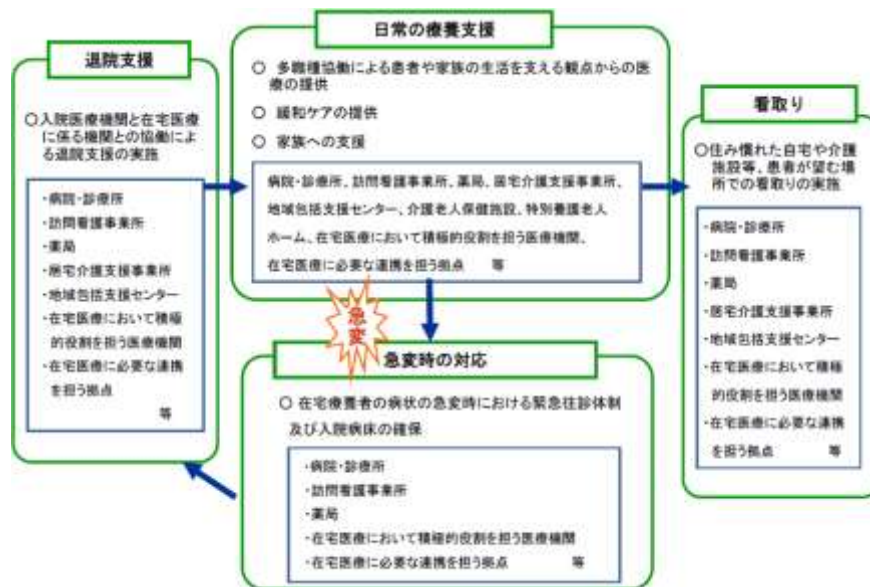 退院支援
○入院医療機関と在宅医療
に係る機関との協働によ
る退院支援の実施
・病院・診療所
・訪問看護事業所
・薬局
・居宅介護支援事業所
・地域包括支援センター
・在宅医療において積極
的役割を担う医療機関
・在宅医療に必要な連携
を担う拠点
等
日常の療養支援
○ 多職種協働による患者や家族の生活を支える観点からの医
療の提供
○ 緩和ケアの提供
○ 家族への支援
病院・診療所、訪問看護事業所、薬局、居宅介護支援事業所、
地域包括支援センター、介護老人保健施設、特別養護老人
ホーム、在宅医療において積極的役割を担う医療機関、
在宅医療に必要な連携を担う拠点 等
急変
急変時の対応
○ 在宅療養者の病状の急変時における緊急往診体制
及び入院病床の確保
・病院・診療所
・訪問看護事業所
・薬局
・在宅医療において積極的役割を担う医療機関
・在宅医療に必要な連携を担う拠点 等
看取り
○住み慣れた自宅や介護
施設等、患者が望む場
所での看取りの実施
・病院・診療所
・訪問看護事業所
・薬局
・居宅介護支援事業所
・地域包括支援センター
・在宅医療において積極
的役割を担う医療機関
・在宅医療に必要な連携
を担う拠点 等